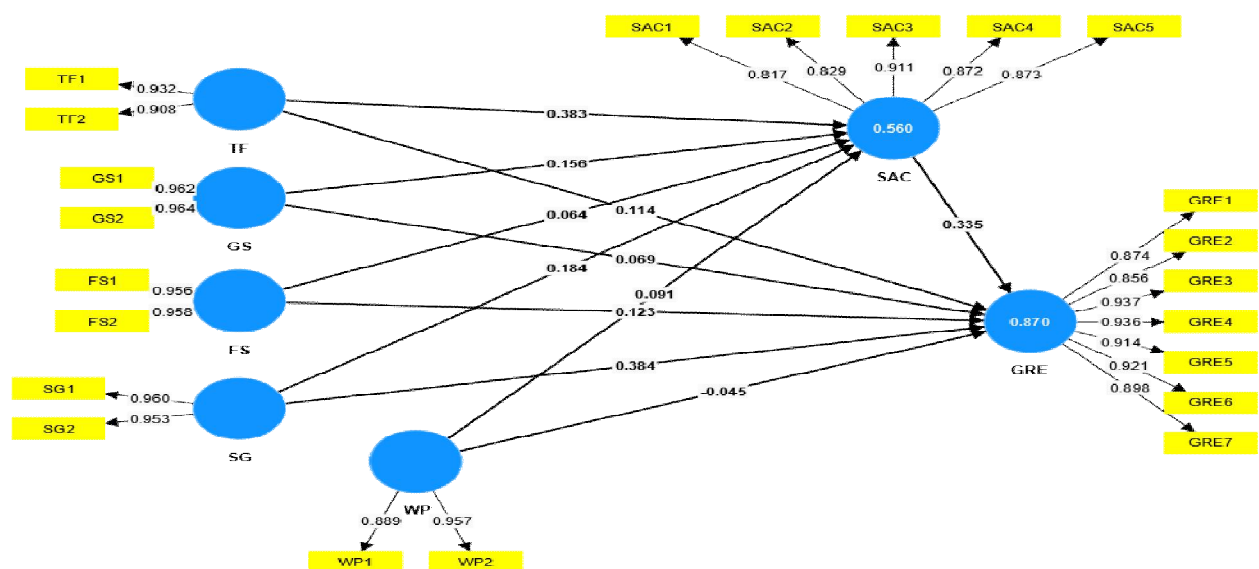 SAC1 SAC2 SAC3 SAC4 SAC5
0.817 0.829 0.911 0.872 0.873
TF1 0.932
TF2 0.908
TF
0.383
0.560
SAC
GS1 0.962
GS2 0.964
GS
0.156
0.064
0.114
0.335
FS1 0.956
FS2 0.958
FS
0.184
0.069
0.091
0.123
GRE1
GRE2
GRE3
GRE4
GRE5
GRE6
GRE7
0.874
0.856
0.937
0.936
0.914
0.921
0.898
0.870
GRE
SG1 0.960
SG2 0.953
SG
0.384
-0.045
WP
0.889 0.957
WP1 WP2